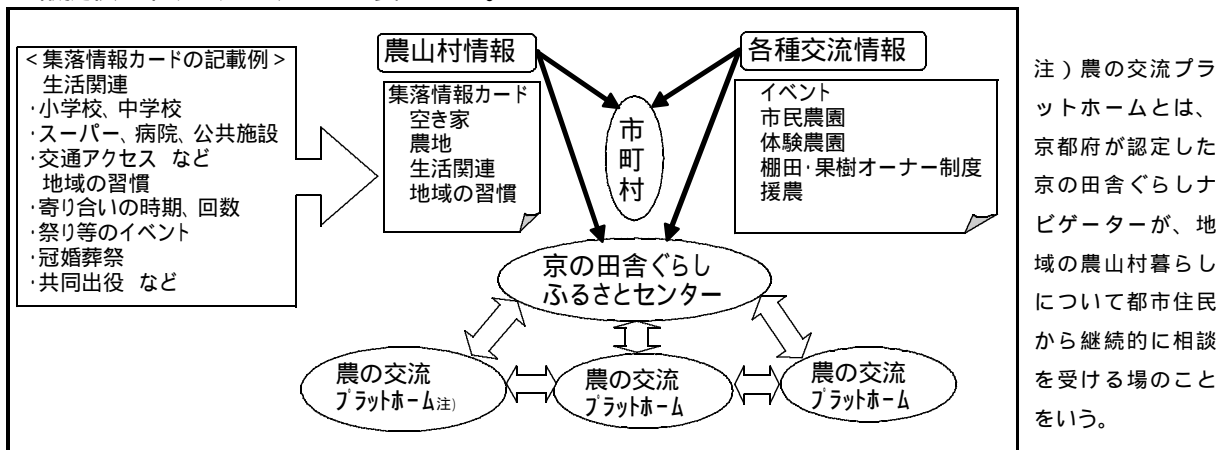 <集落情報カードの記載例>
生活関連
・小学校、中学校
・スーパー、病院、公共施設
・交通アクセス など
地域の習慣
・寄り合いの時期、回数
・祭り等のイベント
・冠婚葬祭
・共同出役 など
農山村情報
集落情報カード
空き家
農地
生活関連
地域の習慣
各種交流情報
イベント
市民農園
体験農園
棚田・果樹オーナー制度
援農
市
町
村
京の田舎ぐらし
ふるさとセンター
農の交流
プラットホーム注)
農の交流
プラットホーム
農の交流
プラットホーム
注)農の交流プラ
ットホームとは、
京都府が認定した
京の田舎ぐらしナ
ビゲーターが、地
域の農山村暮らし
について都市住民
から継続的に相談
を受ける場のこと
をいう。